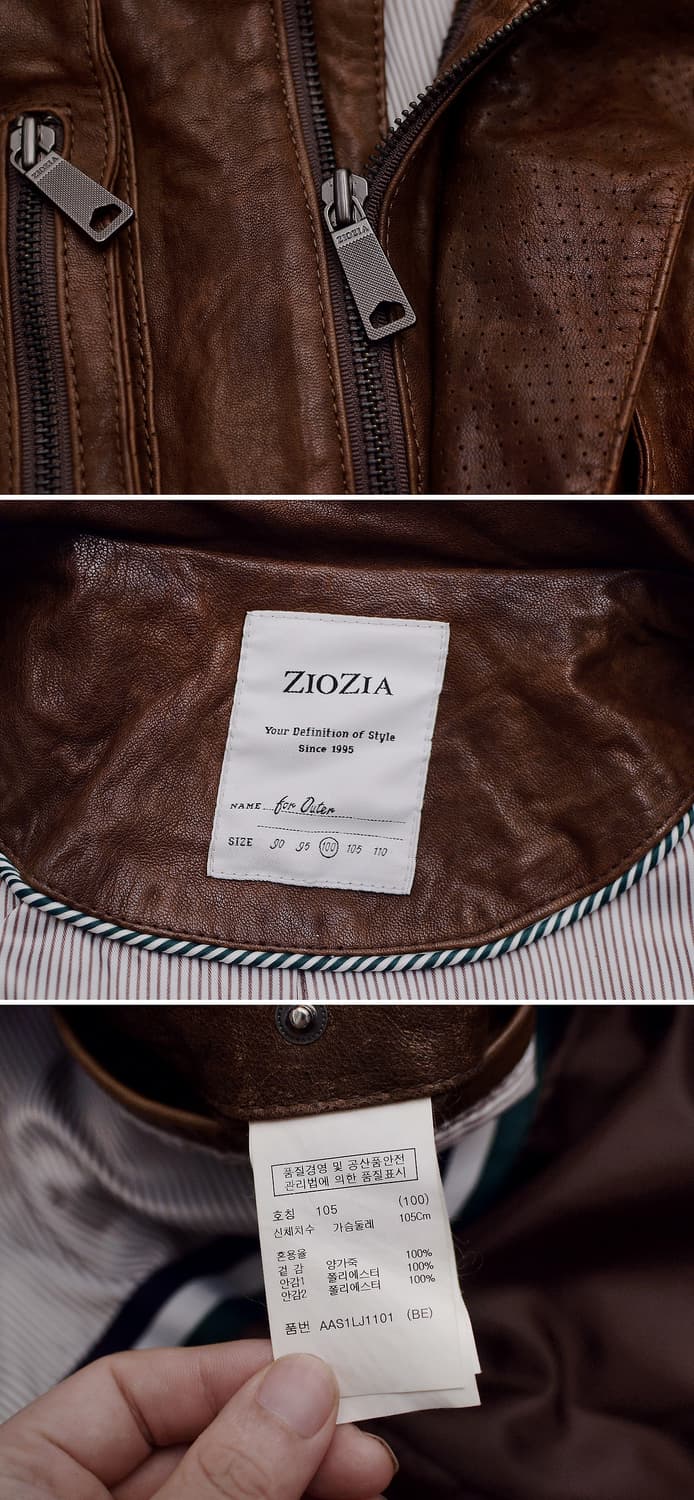 ZIOZIA
ZIOZIA
ZIOZIA
Your Definition of Style
Since 1995
NAME for Outer
SIZE 90 95 100 105 110
품질경영 및 공산품안전
관리법에 의한 품질표시
호칭 105 (100)
신체치수 가슴둘레 105Cm
혼용율
겉 감 양가죽 100%
안감1 폴리에스터 100%
안감2 폴리에스터 100%
품번 AAS1LJ1101 (BE)